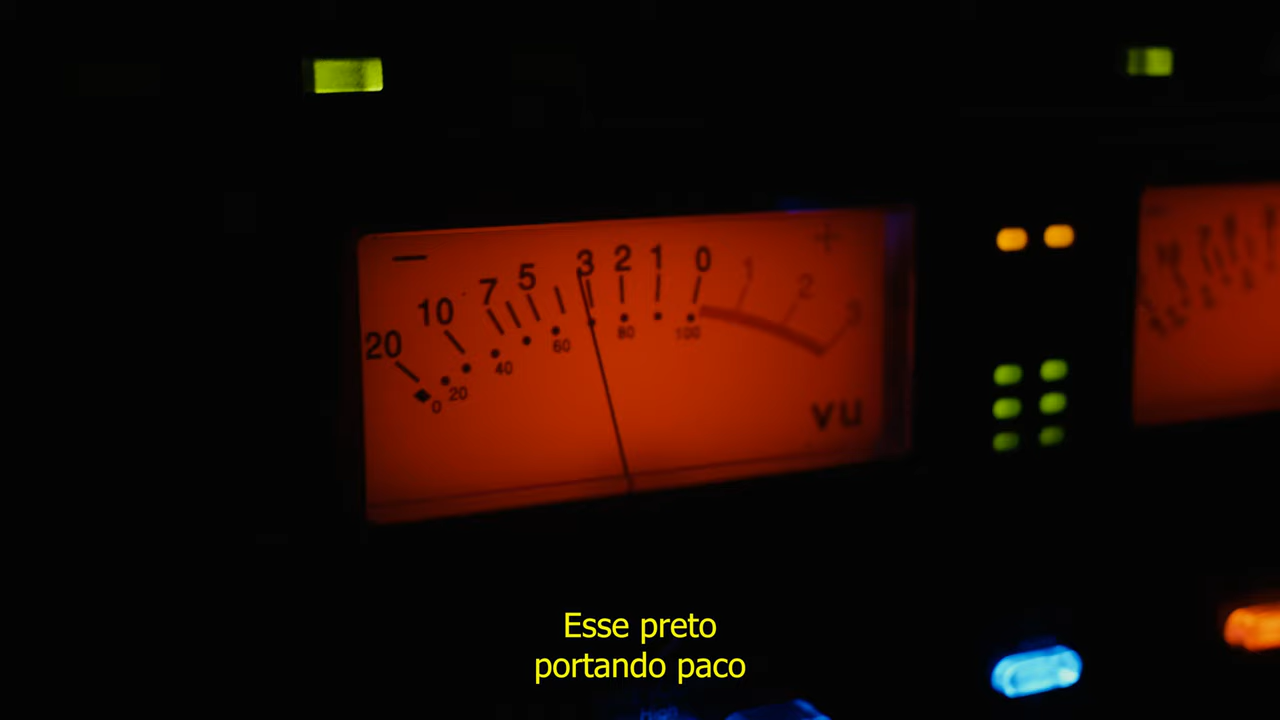 — +
20 10 7 5 3 2 1 0 1 2 3
0 20 40 60 80 100
VU
Esse preto
portando paco